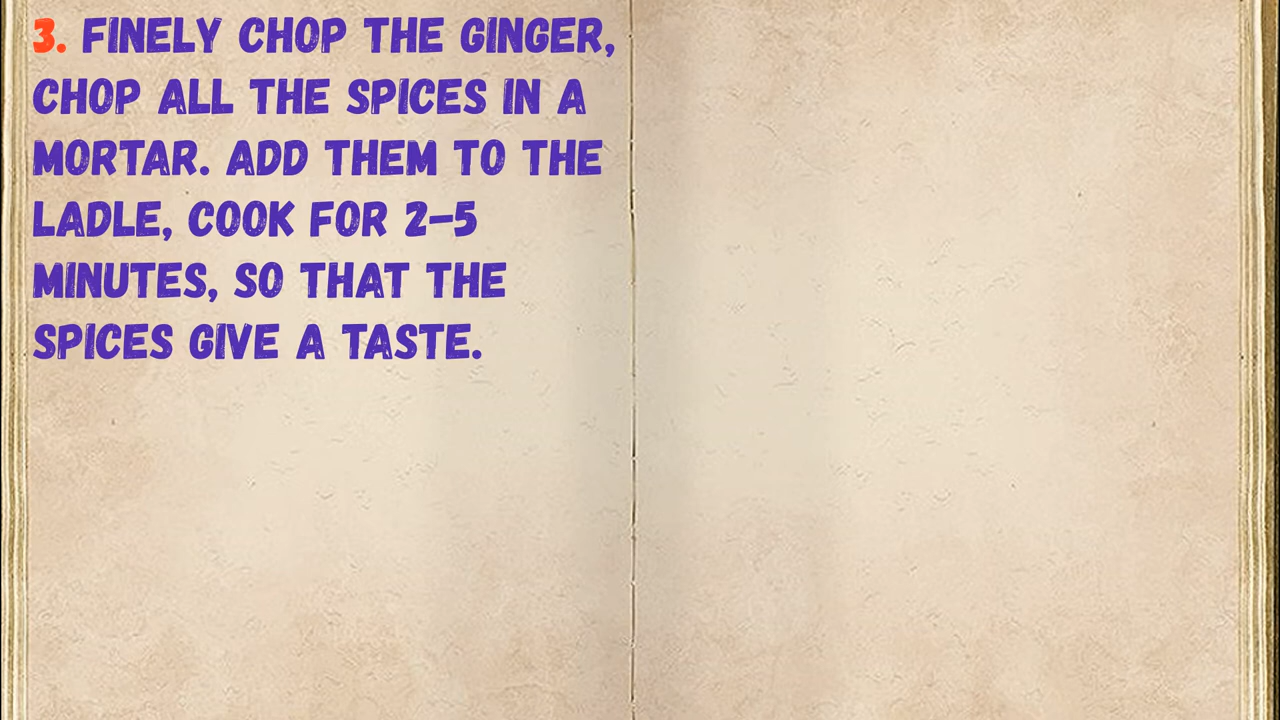 3. FINELY CHOP THE GINGER,
CHOP ALL THE SPICES IN A
MORTAR. ADD THEM TO THE
LADLE, COOK FOR 2–5
MINUTES, SO THAT THE
SPICES GIVE A TASTE.